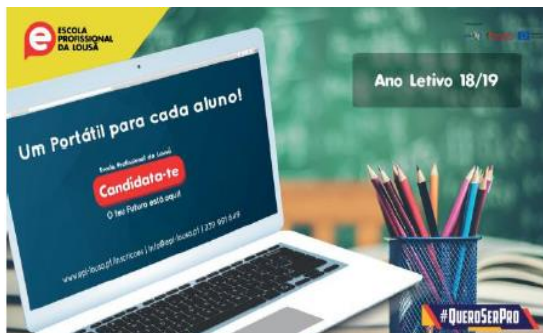 ESCOLA
PROFISSIONAL
DA LOUSÃ
Ano Letivo 18/19
Um Portátil para cada aluno!
Escola Profissional da Lousã
Candidata-te
O teu Futuro está aqui!
#QUEROSERPRO